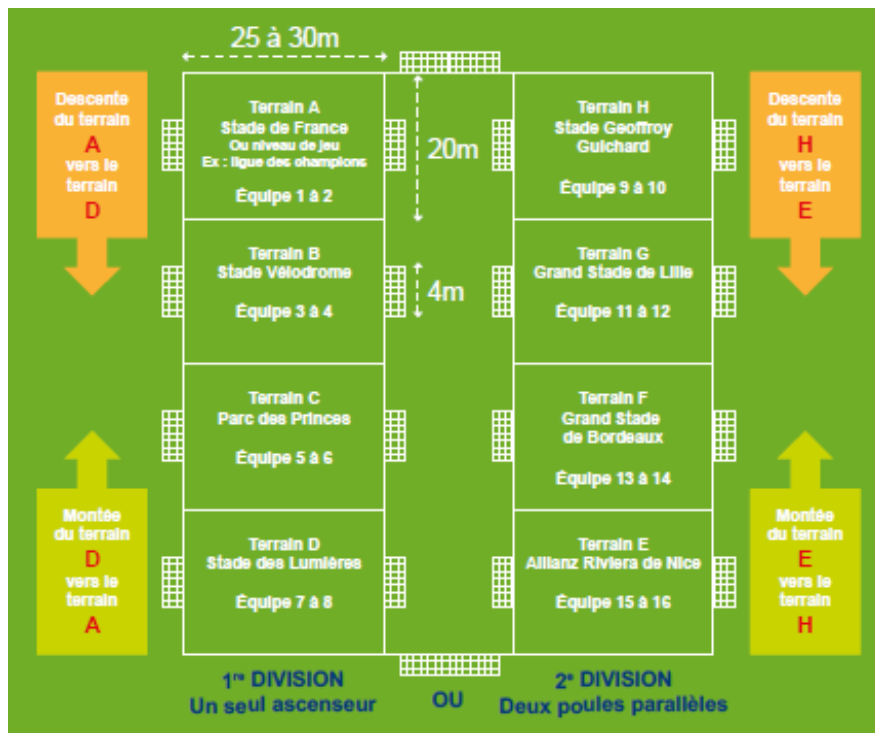 25 à 30m
Descente
du terrain
A
vers le
terrain
D
Terrain A
Stade de France
Ou niveau de jeu
Ex : ligue des champions
Équipe 1 à 2
20m
Terrain H
Stade Geoffroy
Guichard
Équipe 9 à 10
Descente
du terrain
H
vers le
terrain
E
Terrain B
Stade Vélodrome
Équipe 3 à 4
4m
Terrain G
Grand Stade de Lille
Équipe 11 à 12
Terrain C
Parc des Princes
Équipe 5 à 6
Terrain F
Grand Stade
de Bordeaux
Équipe 13 à 14
Montée
du terrain
D
vers le
terrain
A
Terrain D
Stade des Lumières
Équipe 7 à 8
Terrain E
Allianz Riviera de Nice
Équipe 15 à 16
Montée
du terrain
E
vers le
terrain
H
1re DIVISION
Un seul ascenseur
OU
2e DIVISION
Deux poules parallèles